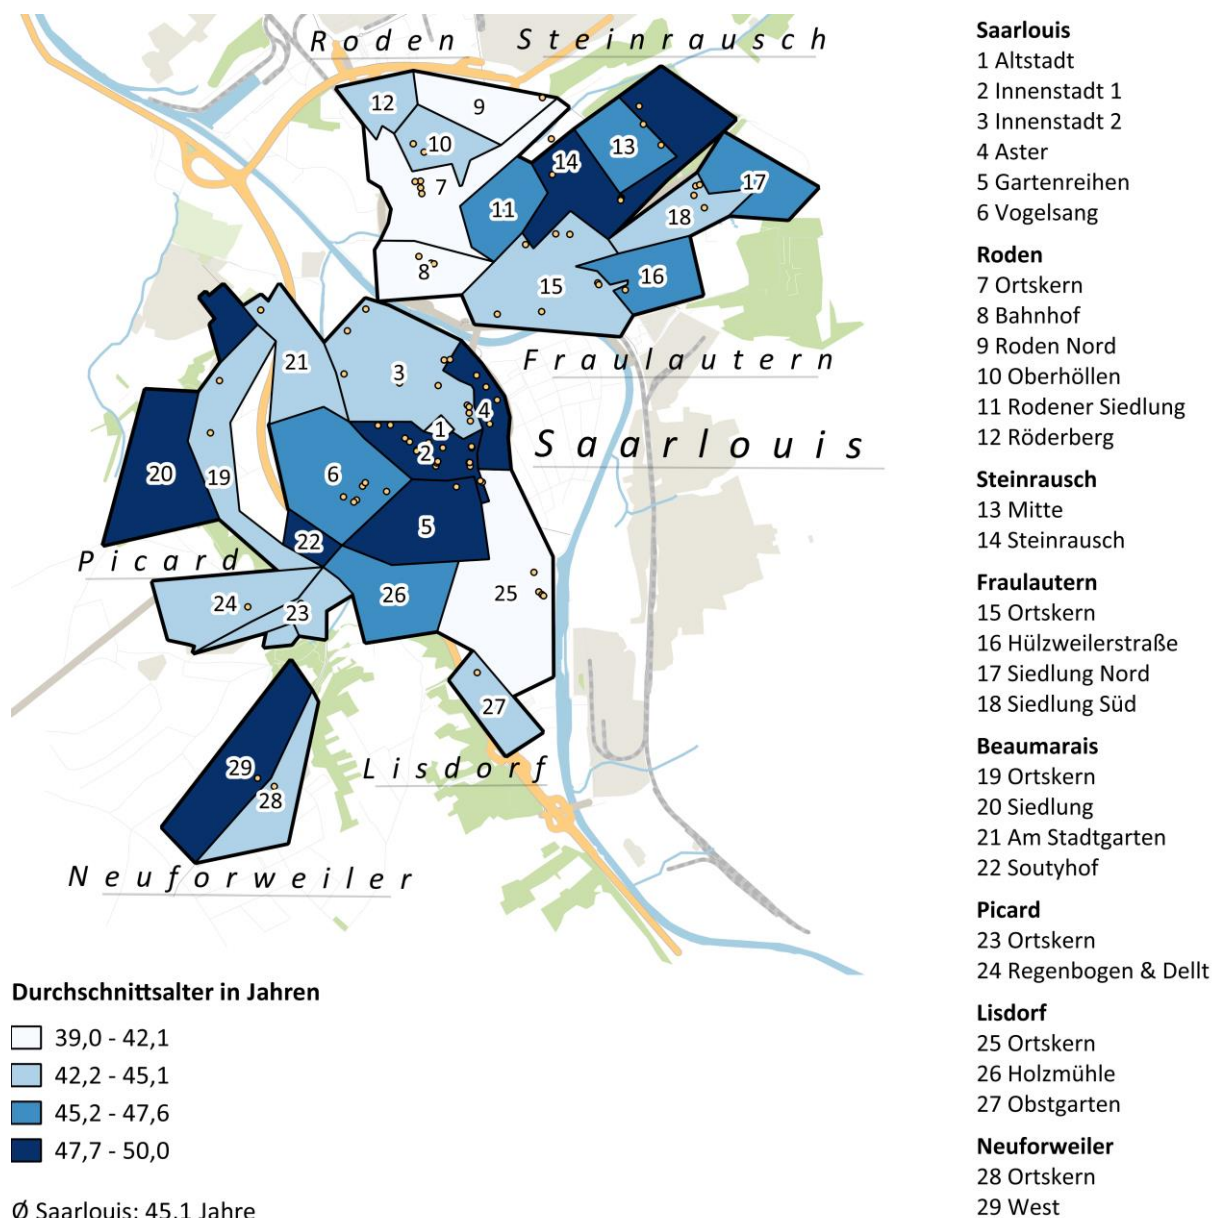 Roden
Steinrausch
12
9
10
13
14
7
17
11
18
8
15
16
Fraulautern
21
3
4
1
Saarlouis
2
20
19
6
5
22
Picard
24
23
26
25
27
Lisdorf
29
28
Neuforweiler
Durchschnittsalter in Jahren
39,0 - 42,1
42,2 - 45,1
45,2 - 47,6
47,7 - 50,0
Ø Saarlouis: 45,1 Jahre
Saarlouis
1 Altstadt
2 Innenstadt 1
3 Innenstadt 2
4 Aster
5 Gartenreihen
6 Vogelsang
Roden
7 Ortskern
8 Bahnhof
9 Roden Nord
10 Oberhöllen
11 Rodener Siedlung
12 Röderberg
Steinrausch
13 Mitte
14 Steinrausch
Fraulautern
15 Ortskern
16 Hülzweilerstraße
17 Siedlung Nord
18 Siedlung Süd
Beaumarais
19 Ortskern
20 Siedlung
21 Am Stadtgarten
22 Soutyhof
Picard
23 Ortskern
24 Regenbogen & Dellt
Lisdorf
25 Ortskern
26 Holzmühle
27 Obstgarten
Neuforweiler
28 Ortskern
29 West